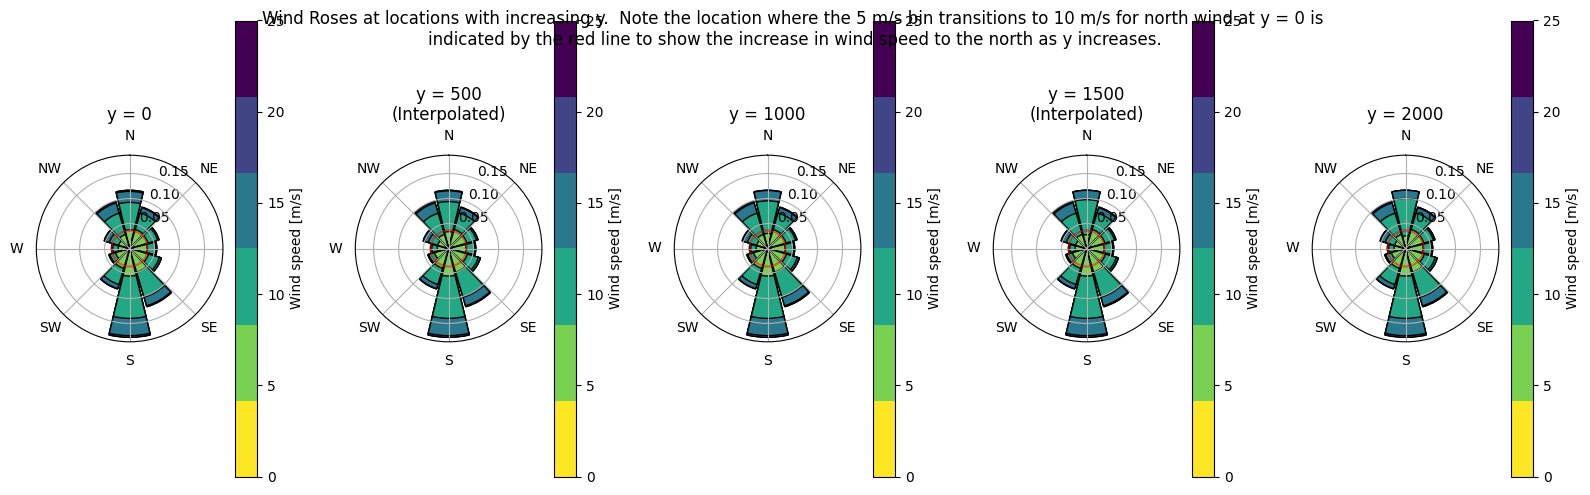 Wind Roses at locations with increasing y.  Note the location where the 5 m/s bin transitions to 10 m/s for north wind at y = 0 is
indicated by the red line to show the increase in wind speed to the north as y increases.
y = 0
N
NW
NE
0.15
0.10
0.05
W
SW
SE
S
25
20
15
10
5
0
Wind speed [m/s]
y = 500
(Interpolated)
N
NW
NE
0.15
0.10
0.05
W
SW
SE
S
25
20
15
10
5
0
Wind speed [m/s]
y = 1000
N
NW
NE
0.15
0.10
0.05
W
SW
SE
S
25
20
15
10
5
0
Wind speed [m/s]
y = 1500
(Interpolated)
N
NW
NE
0.15
0.10
0.05
W
SW
SE
S
25
20
15
10
5
0
Wind speed [m/s]
y = 2000
N
NW
NE
0.15
0.10
0.05
W
SW
SE
S
25
20
15
10
5
0
Wind speed [m/s]